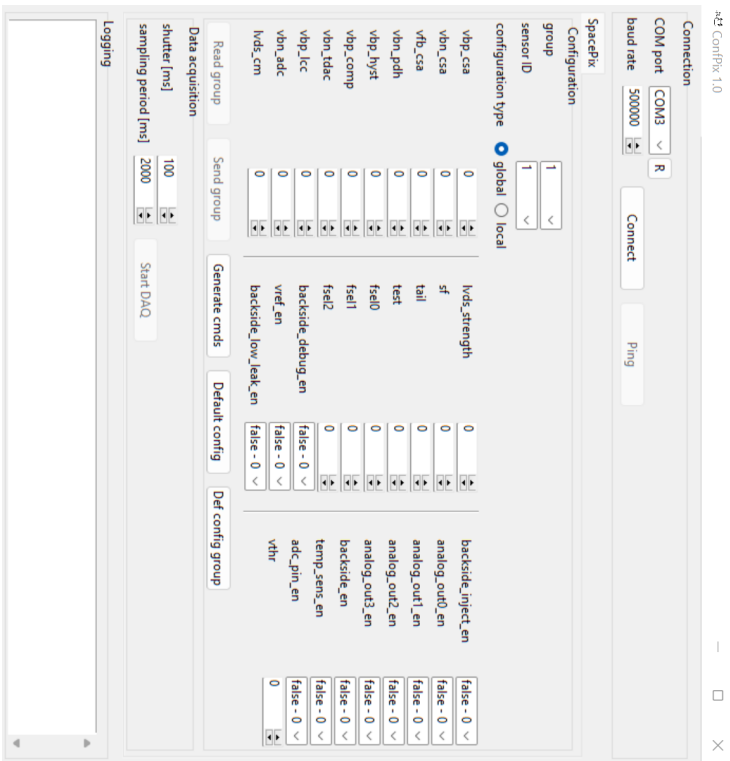 ConfPix 1.0
Connection
COM port COM3 R Connect Ping
baud rate 500000
SpacePix
Configuration
group 1
sensor ID 1
configuration type global local
vbp_csa 0 lvds_strength 0 backside_inject_en false - 0
vbn_csa 0 sf 0 analog_out0_en false - 0
vfb_csa 0 tail 0 analog_out1_en false - 0
vbn_pdh 0 test 0 analog_out2_en false - 0
vbp_hyst 0 fsel0 0 analog_out3_en false - 0
vbp_comp 0 fsel1 0 backside_en false - 0
vbn_tdac 0 fsel2 0 temp_sens_en false - 0
vbp_lcc 0 backside_debug_en false - 0 adc_pin_en false - 0
vbn_adc 0 vref_en false - 0 vthr 0
lvds_cm 0 backside_low_leak_en false - 0
Read group Send group Generate cmds Default config Def config group
Data acquisition
shutter [ms] 100
sampling period [ms] 2000 Start DAQ
Logging